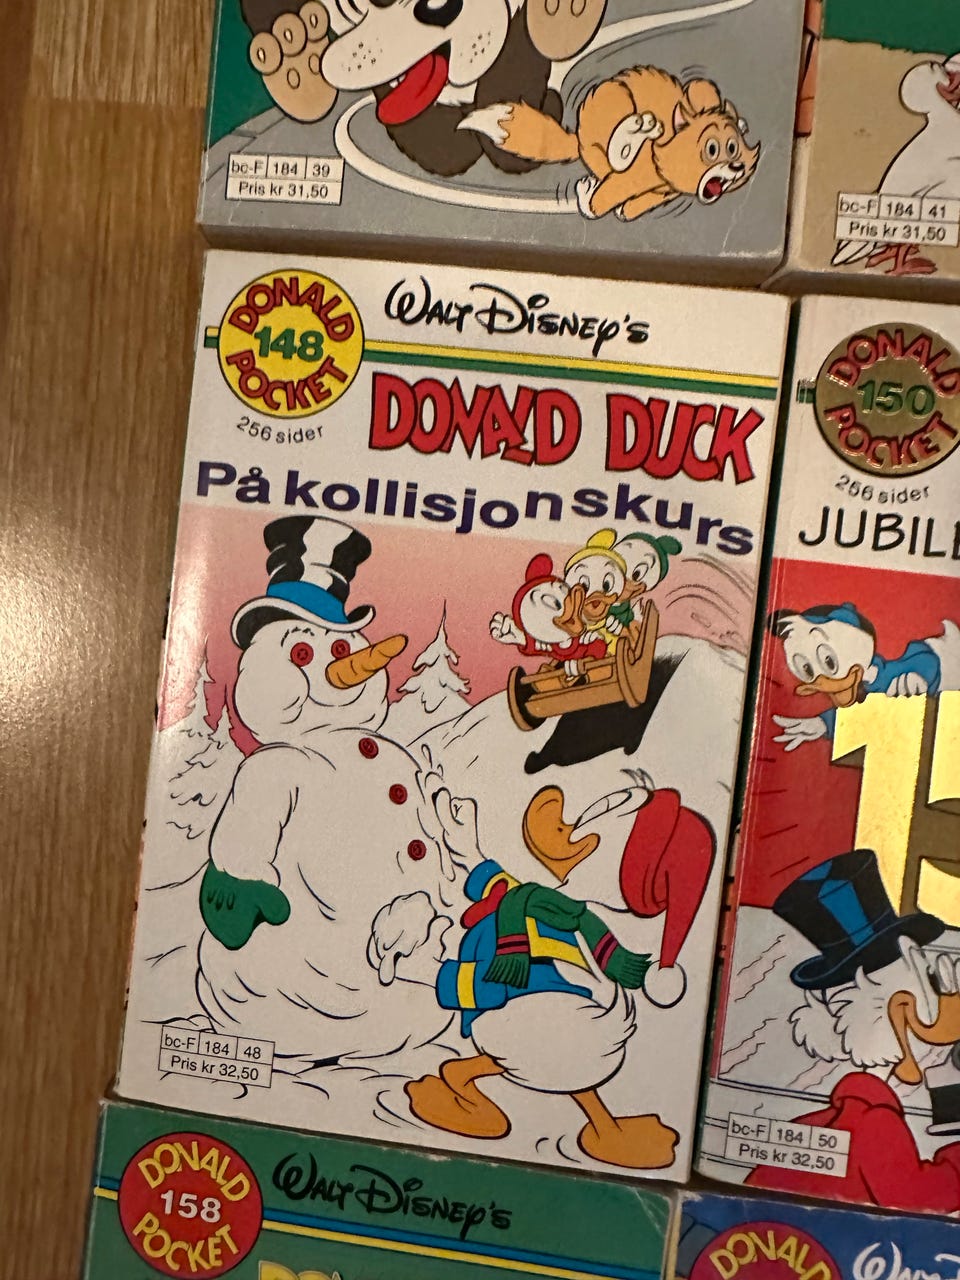 bc-F 184 39
Pris kr 31,50
bc-F 184 41
Pris kr 31,50
DONALD
148
POCKET
256 sider
WALT DISNEY'S
DONALD DUCK
På kollisjonskurs
bc-F 184 48
Pris kr 32,50
DONALD
150
POCKET
256 sider
JUBIL
15
bc-F 184 50
Pris kr 32,50
DONALD
158
POCKET
WALT DISNEY'S
DONALD